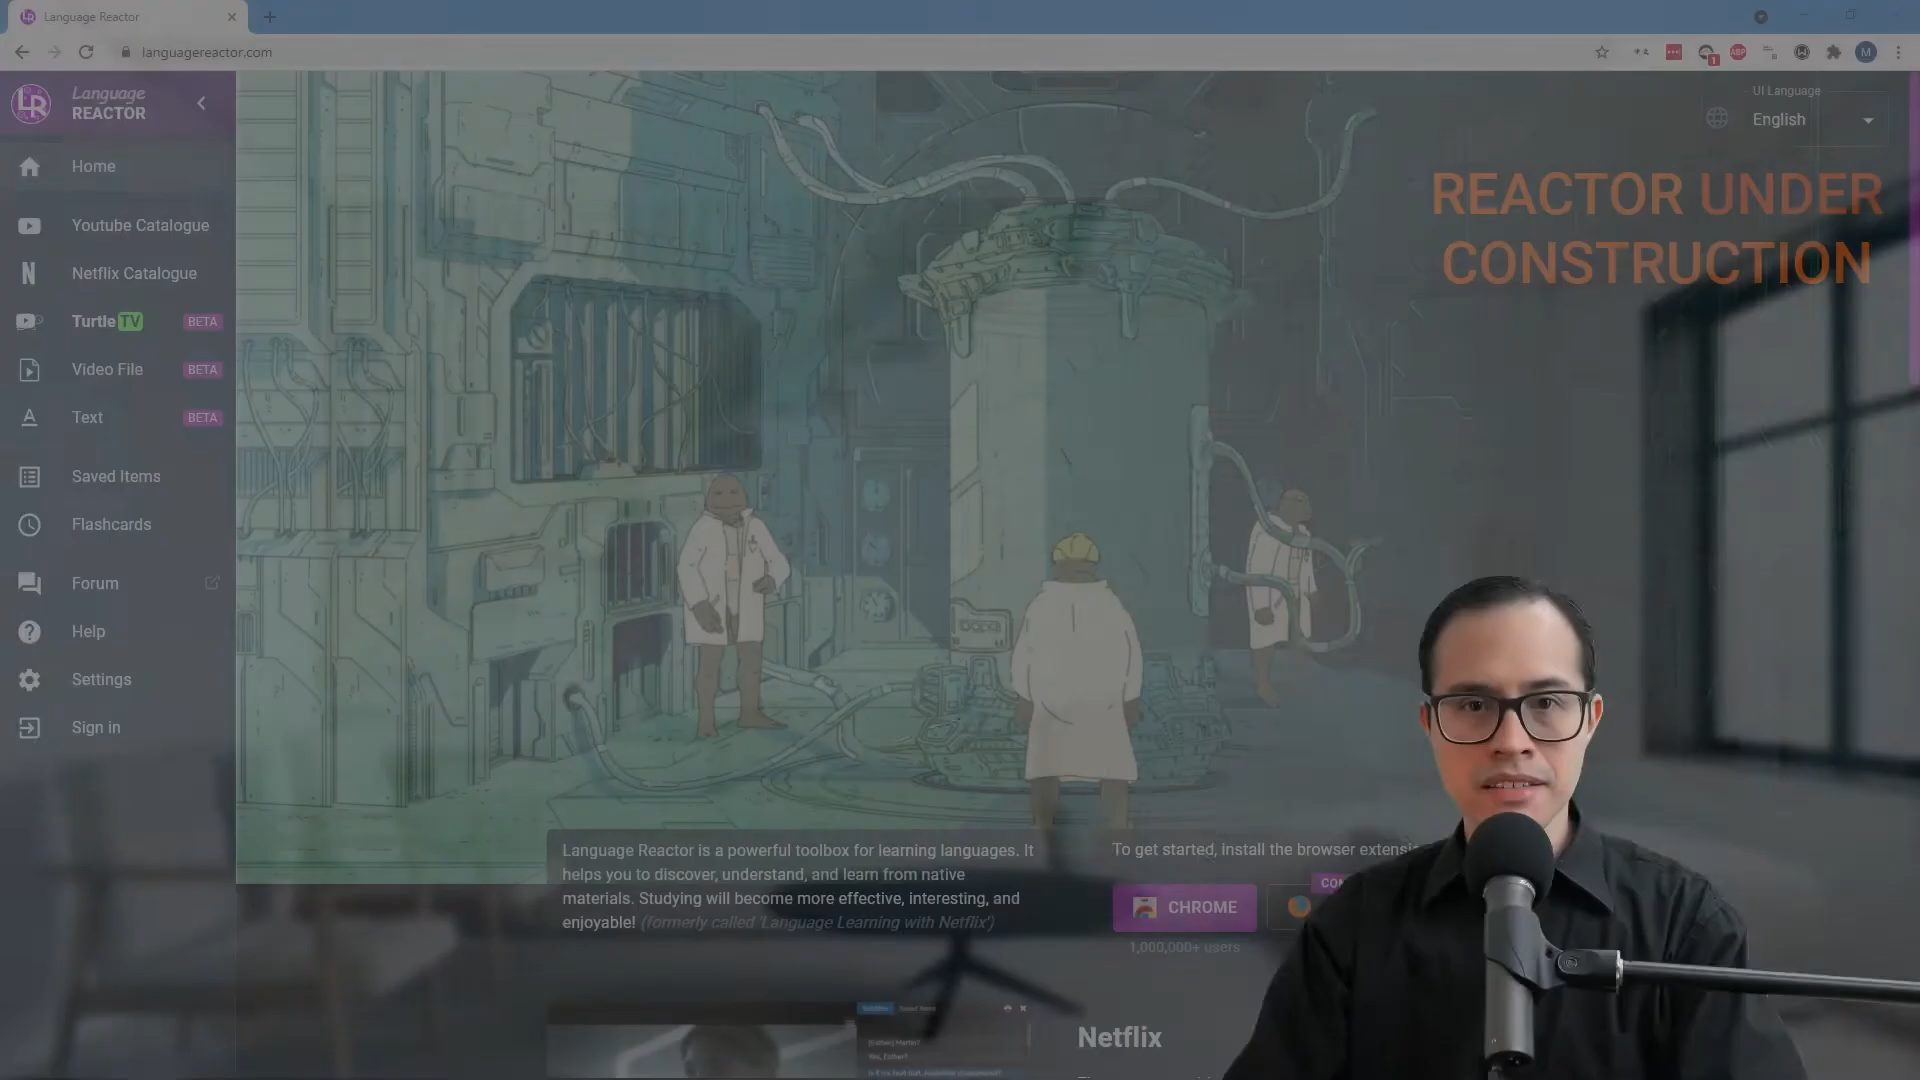 Language Reactor
languagereactor.com
Language
REACTOR
Home
Youtube Catalogue
Netflix Catalogue
TurtleTV BETA
Video File BETA
Text BETA
Saved Items
Flashcards
Forum
Help
Settings
Sign in
UI Language
English
REACTOR UNDER
CONSTRUCTION
Language Reactor is a powerful toolbox for learning languages. It
helps you to discover, understand, and learn from native
materials. Studying will become more effective, interesting, and
enjoyable! (formerly called 'Language Learning with Netflix')
To get started, install the browser extensi
CHROME
1,000,000+ users
Netflix
Yes, Esther?